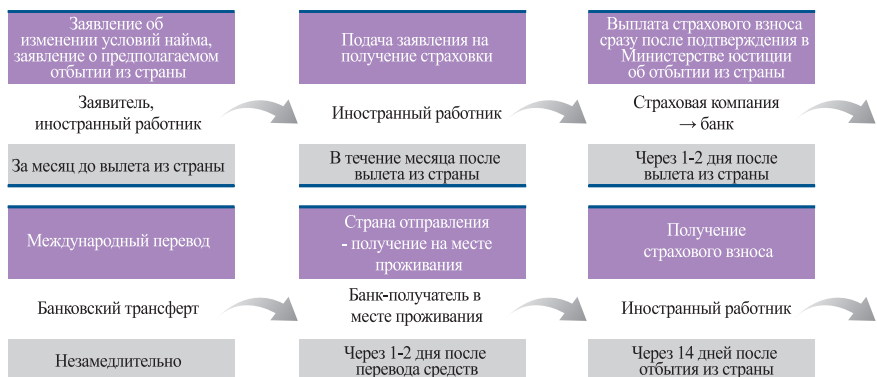 Заявление об
изменении условий найма,
заявление о предполагаемом
отбытии из страны
Заявитель,
иностранный работник
За месяц до вылета из страны
Подача заявления на
получение страховки
Иностранный работник
В течение месяца после
вылета из страны
Выплата страхового взноса
сразу после подтверждения в
Министерстве юстиции
об отбытии из страны
Страховая компания
→ банк
Через 1-2 дня после
вылета из страны
Международный перевод
Банковский трансферт
Незамедлительно
Страна отправления
- получение на месте
проживания
Банк-получатель в
месте проживания
Через 1-2 дня после
перевода средств
Получение
страхового взноса
Иностранный работник
Через 14 дней после
отбытия из страны